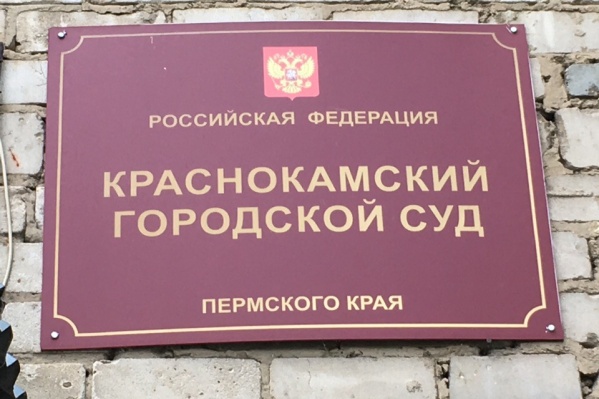 РОССИЙСКАЯ ФЕДЕРАЦИЯ
КРАСНОКАМСКИЙ
ГОРОДСКОЙ СУД
ПЕРМСКОГО КРАЯ